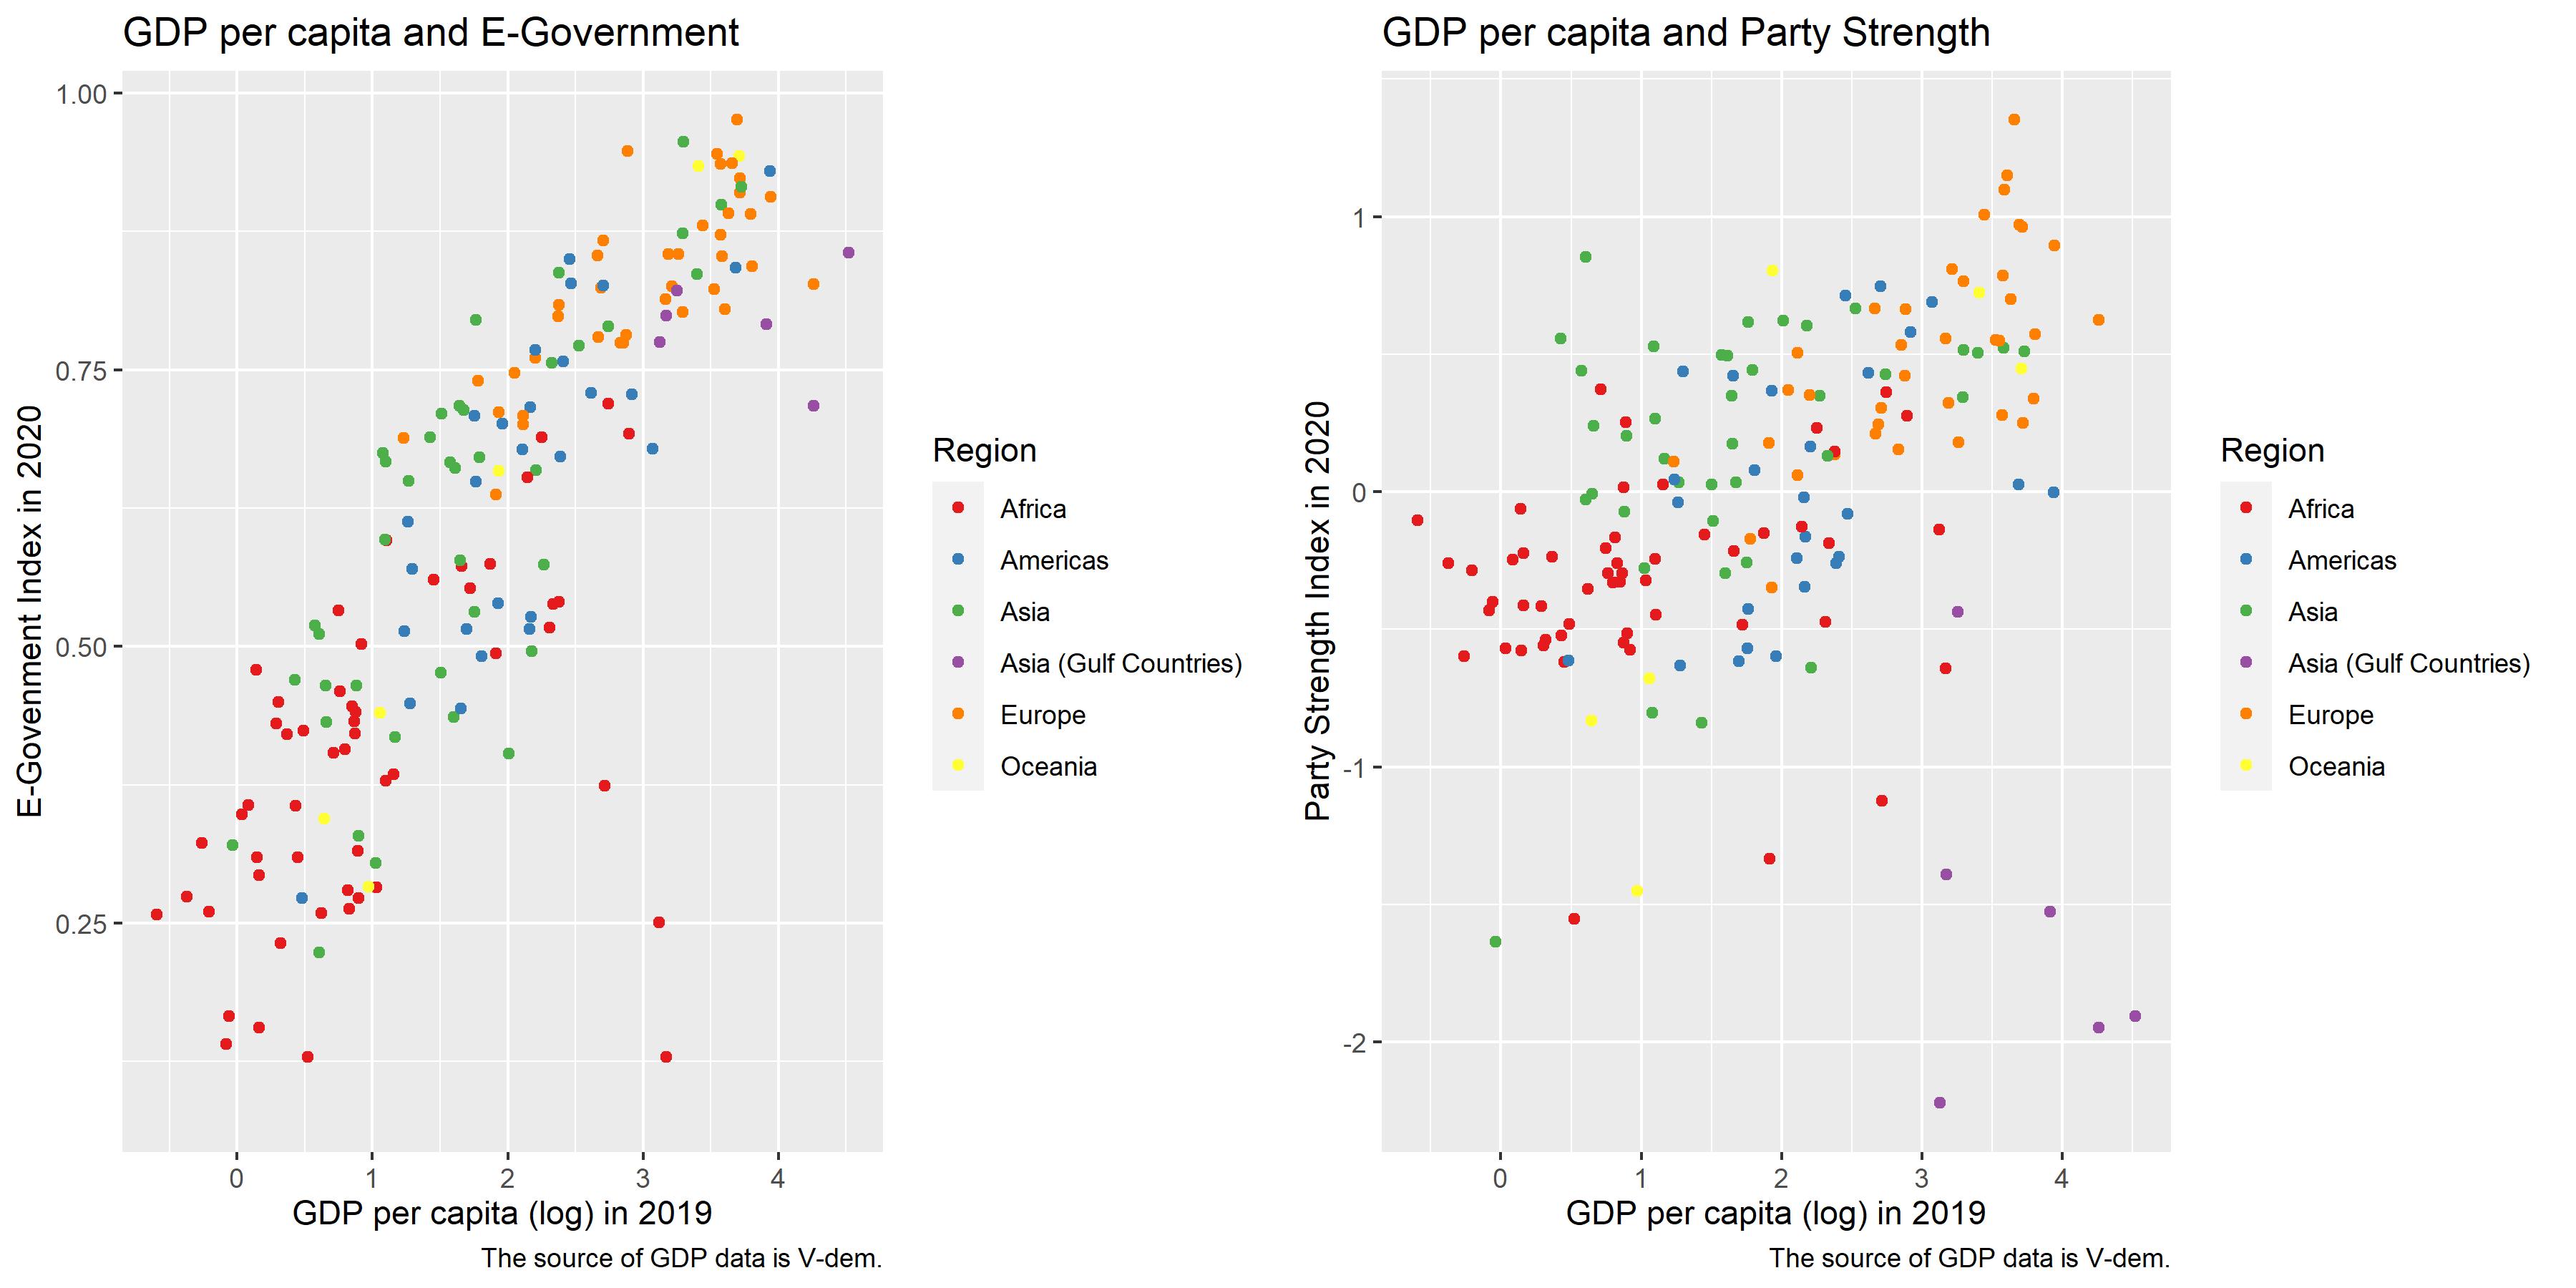 GDP per capita and E-Government
1.00
0.75
0.50
0.25
E-Government Index in 2020
0 1 2 3 4
GDP per capita (log) in 2019
The source of GDP data is V-dem.
Region
Africa
Americas
Asia
Asia (Gulf Countries)
Europe
Oceania
GDP per capita and Party Strength
1
0
-1
-2
Party Strength Index in 2020
0 1 2 3 4
GDP per capita (log) in 2019
The source of GDP data is V-dem.
Region
Africa
Americas
Asia
Asia (Gulf Countries)
Europe
Oceania